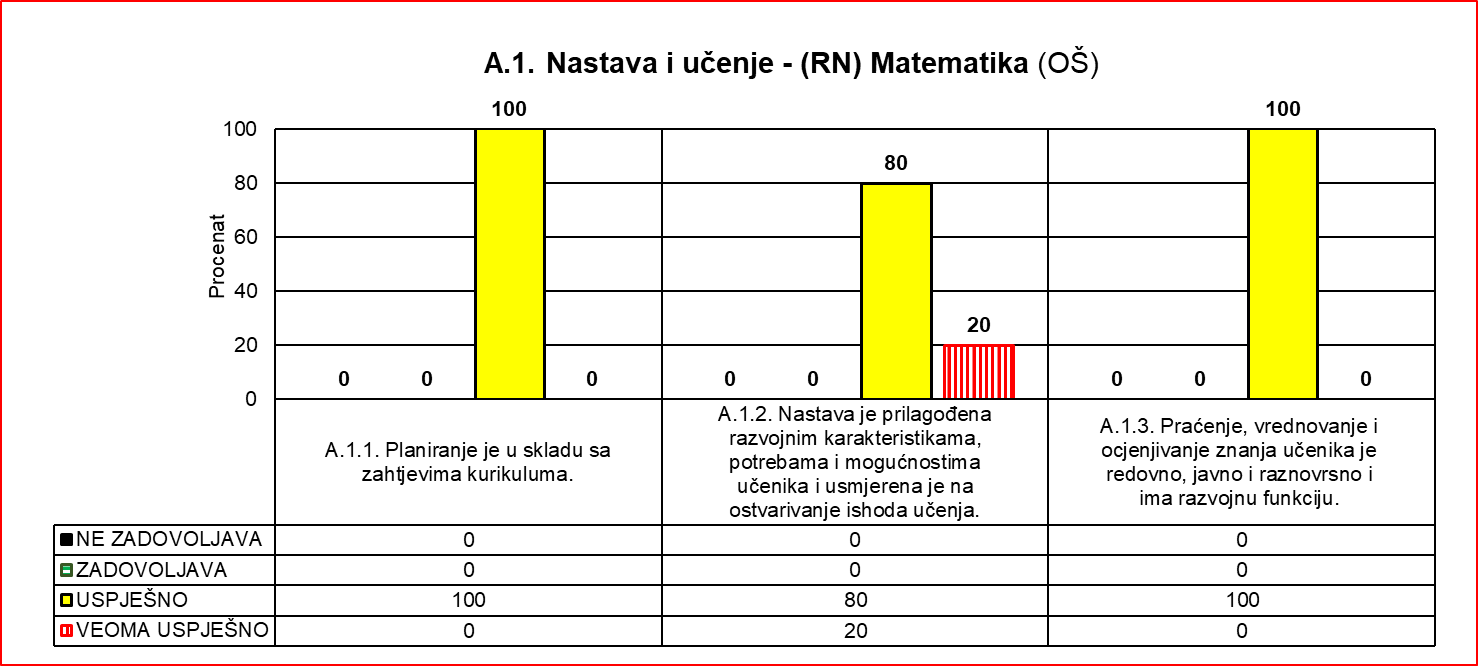 A.1. Nastava i učenje - (RN) Matematika (OŠ)
Procenat
100
80
60
40
20
0
0
0
100
0
0
0
80
20
0
0
100
0
A.1.1. Planiranje je u skladu sa
zahtjevima kurikuluma.
A.1.2. Nastava je prilagođena
razvojnim karakteristikama,
potrebama i mogućnostima
učenika i usmjerena je na
ostvarivanje ishoda učenja.
A.1.3. Praćenje, vrednovanje i
ocjenjivanje znanja učenika je
redovno, javno i raznovrsno i
ima razvojnu funkciju.
NE ZADOVOLJAVA 0 0 0
ZADOVOLJAVA 0 0 0
USPJEŠNO 100 80 100
VEOMA USPJEŠNO 0 20 0